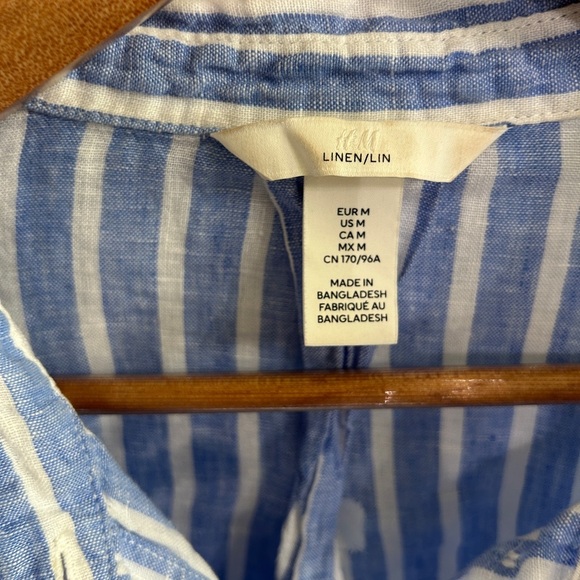 H&M
LINEN/LIN
EUR M
US M
CA M
MX M
CN 170/96A
MADE IN
BANGLADESH
FABRIQUÉ AU
BANGLADESH